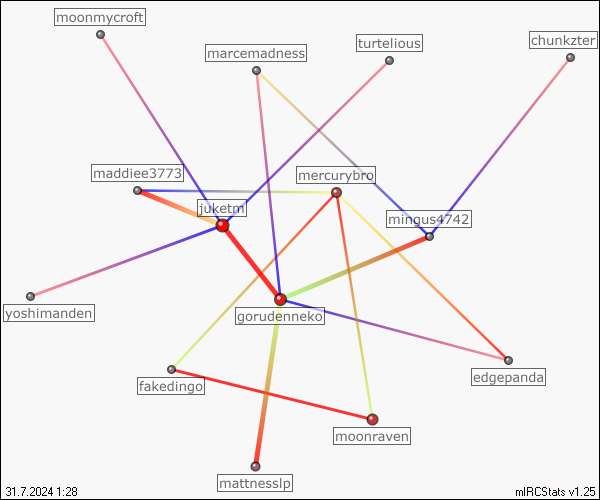 moonmycroft
chunkzter
turtelious
marcemadness
maddiee3773
mercurybro
juketm
mingus4742
yoshimanden
gorudenneko
edgepanda
fakedingo
moonraven
mattnesslp
31.7.2024 1:28
mIRCStats v1.25